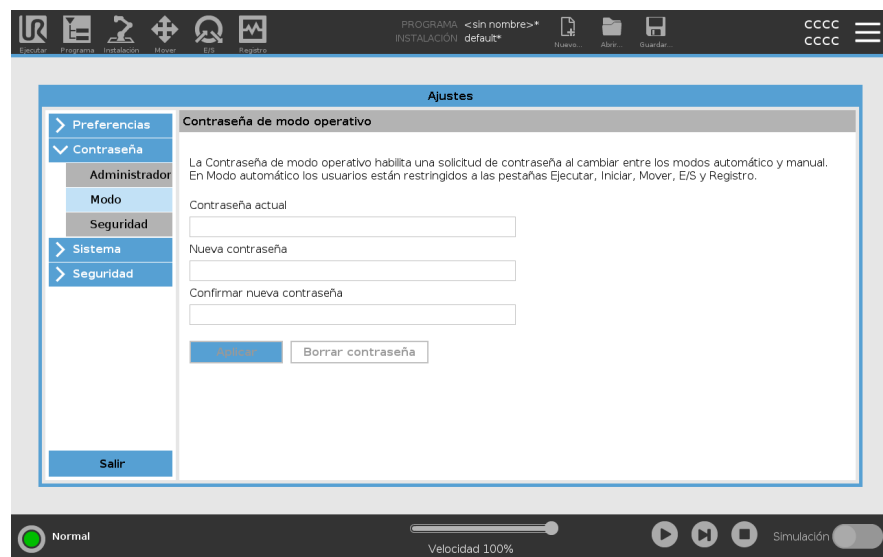 PROGRAMA <sin nombre>*
INSTALACIÓN default*
CCCC
CCCC
Ejecutar Programa Instalación Mover E/S Registro Nuevo... Abrir... Guardar...
Ajustes
Preferencias
Contraseña
Administrador
Modo
Seguridad
Sistema
Seguridad
Salir
Contraseña de modo operativo
La Contraseña de modo operativo habilita una solicitud de contraseña al cambiar entre los modos automático y manual.
En Modo automático los usuarios están restringidos a las pestañas Ejecutar, Iniciar, Mover, E/S y Registro.
Contraseña actual
Nueva contraseña
Confirmar nueva contraseña
Aplicar Borrar contraseña
Normal
Velocidad 100%
Simulación